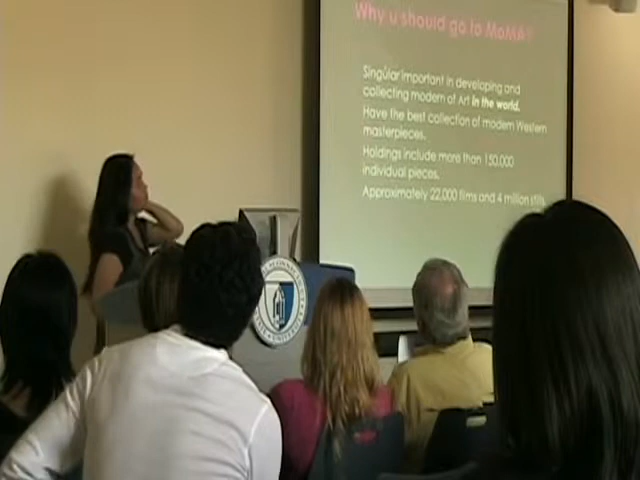 Why u should go to MoMA?
Singular important in developing and
collecting modern of Art in the world.
Have the best collection of modern Western
masterpieces.
Holdings include more than 150,000
individual pieces.
Approximately 22,000 films and 4 million stills.